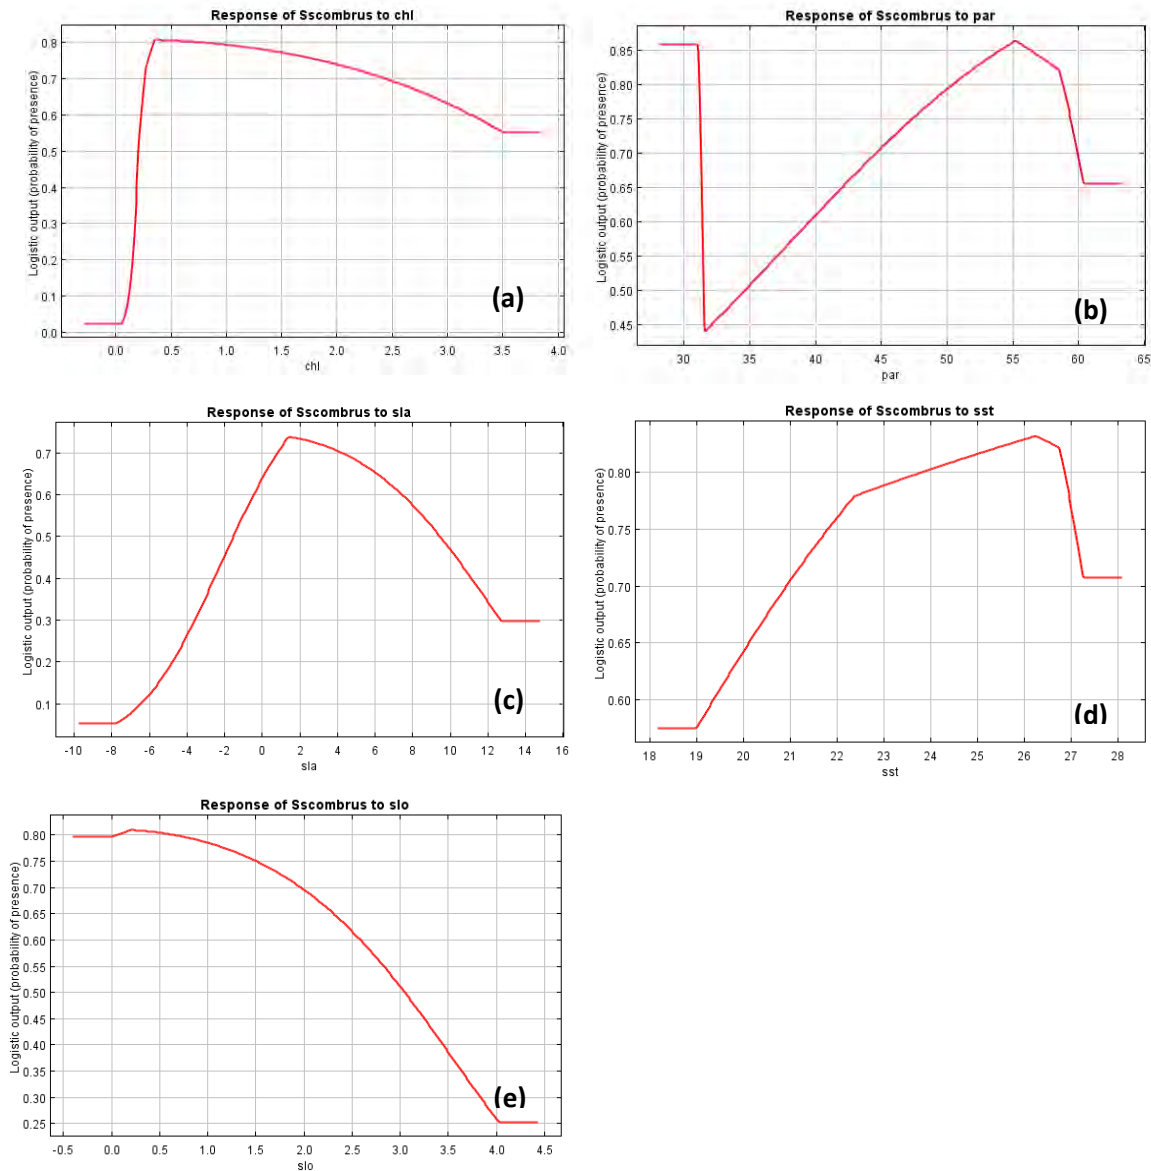 Response of Sscombrus to chl
Logistic output (probability of presence)
0.8
0.7
0.6
0.5
0.4
0.3
0.2
0.1
0.0
(a)
0.0 0.5 1.0 1.5 2.0 2.5 3.0 3.5 4.0
chl
Response of Sscombrus to par
Logistic output (probability of presence)
0.85
0.80
0.75
0.70
0.65
0.60
0.55
0.50
0.45
(b)
30 35 40 45 50 55 60 65
par
Response of Sscombrus to sla
Logistic output (probability of presence)
0.7
0.6
0.5
0.4
0.3
0.2
0.1
(c)
-10 -8 -6 -4 -2 0 2 4 6 8 10 12 14 16
sla
Response of Sscombrus to sst
Logistic output (probability of presence)
0.80
0.75
0.70
0.65
0.60
(d)
18 19 20 21 22 23 24 25 26 27 28
sst
Response of Sscombrus to slo
Logistic output (probability of presence)
0.80
0.75
0.70
0.65
0.60
0.55
0.50
0.45
0.40
0.35
0.30
0.25
(e)
-0.5 0.0 0.5 1.0 1.5 2.0 2.5 3.0 3.5 4.0 4.5
slo